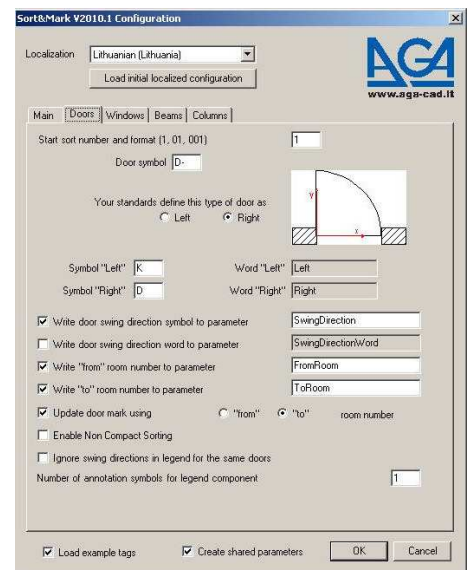 Sort&Mark V2010.1 Configuration
Localization Lithuanian (Lithuania)
Load initial localized configuration
AGA
www.aga-cad.lt
Main Doors Windows Beams Columns
Start sort number and format (1, 01, 001) 1
Door symbol D-
Your standards define this type of door as
Left Right
y
x
Symbol "Left" K Word "Left" Left
Symbol "Right" D Word "Right" Right
Write door swing direction symbol to parameter SwingDirection
Write door swing direction word to parameter SwingDirectionWord
Write "from" room number to parameter FromRoom
Write "to" room number to parameter ToRoom
Update door mark using "from" "to" room number
Enable Non Compact Sorting
Ignore swing directions in legend for the same doors
Number of annotation symbols for legend component 1
Load example tags Create shared parameters OK Cancel